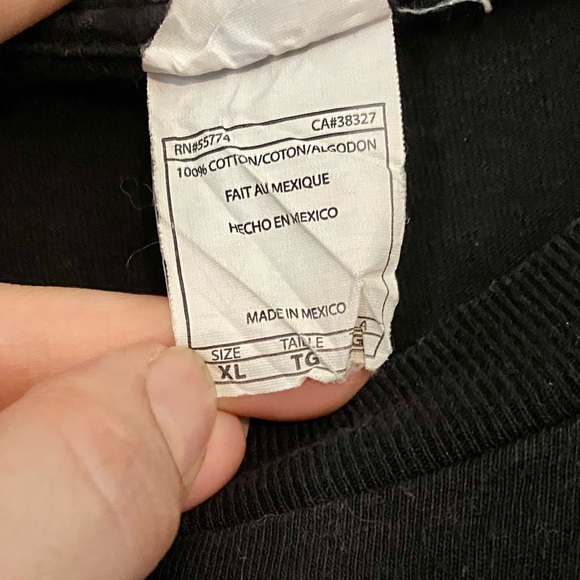 RN#55774 CA#38327
100% COTTON/COTON/ALGODON
FAIT AU MEXIQUE
HECHO EN MEXICO
MADE IN MEXICO
SIZE TAILLE
XL TG